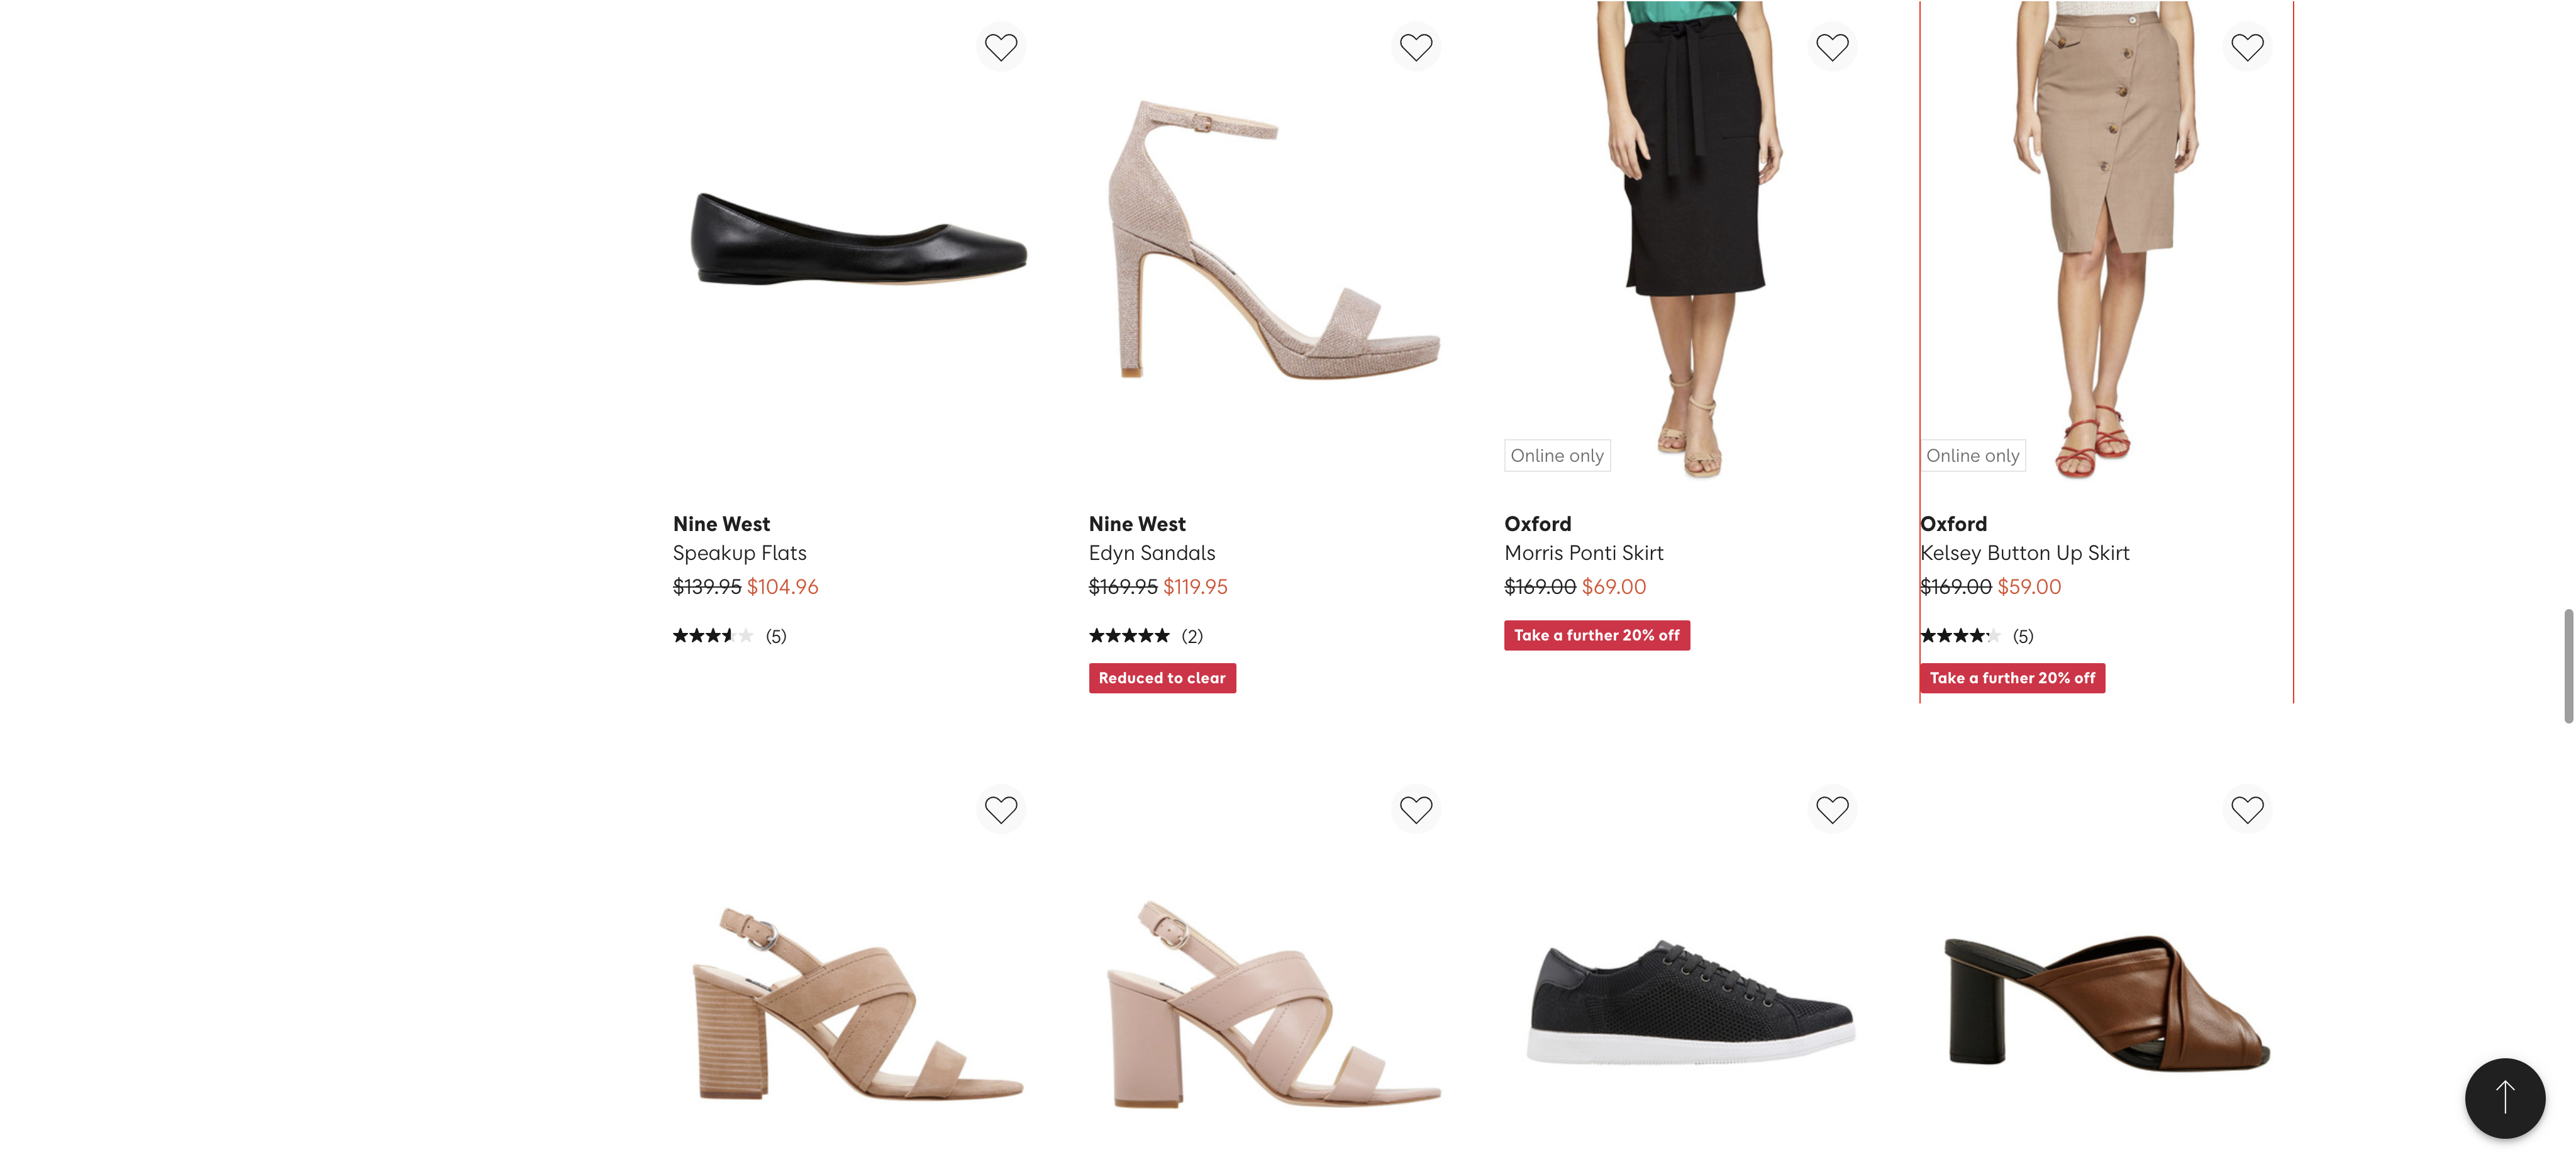 Online only
Online only
Nine West
Speakup Flats
$139.95 $104.96
(5)
Nine West
Edyn Sandals
$169.95 $119.95
(2)
Reduced to clear
Oxford
Morris Ponti Skirt
$169.00 $69.00
Take a further 20% off
Oxford
Kelsey Button Up Skirt
$169.00 $59.00
(5)
Take a further 20% off